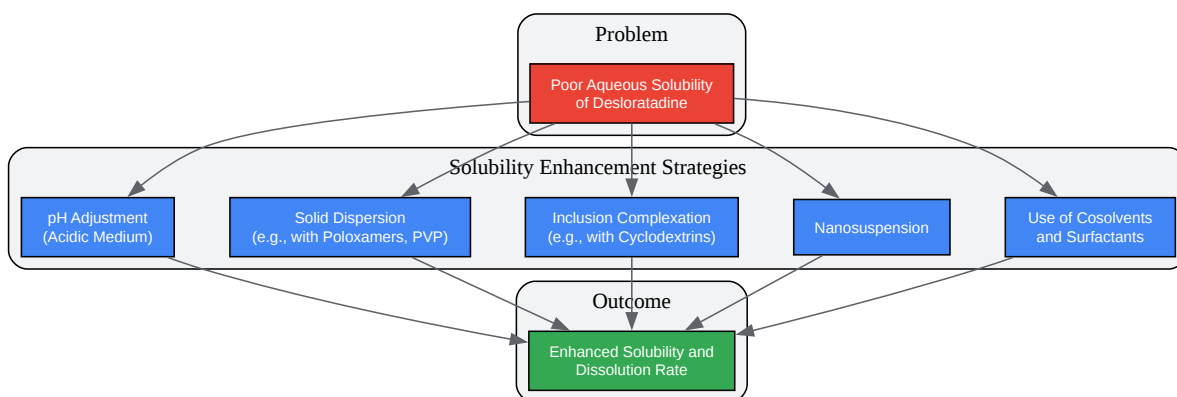 Problem
Poor Aqueous Solubility
of Desloratadine
Solubility Enhancement Strategies
pH Adjustment
(Acidic Medium)
Solid Dispersion
(e.g., with Poloxamers, PVP)
Inclusion Complexation
(e.g., with Cyclodextrins)
Nanosuspension
Use of Cosolvents
and Surfactants
Outcome
Enhanced Solubility and
Dissolution Rate